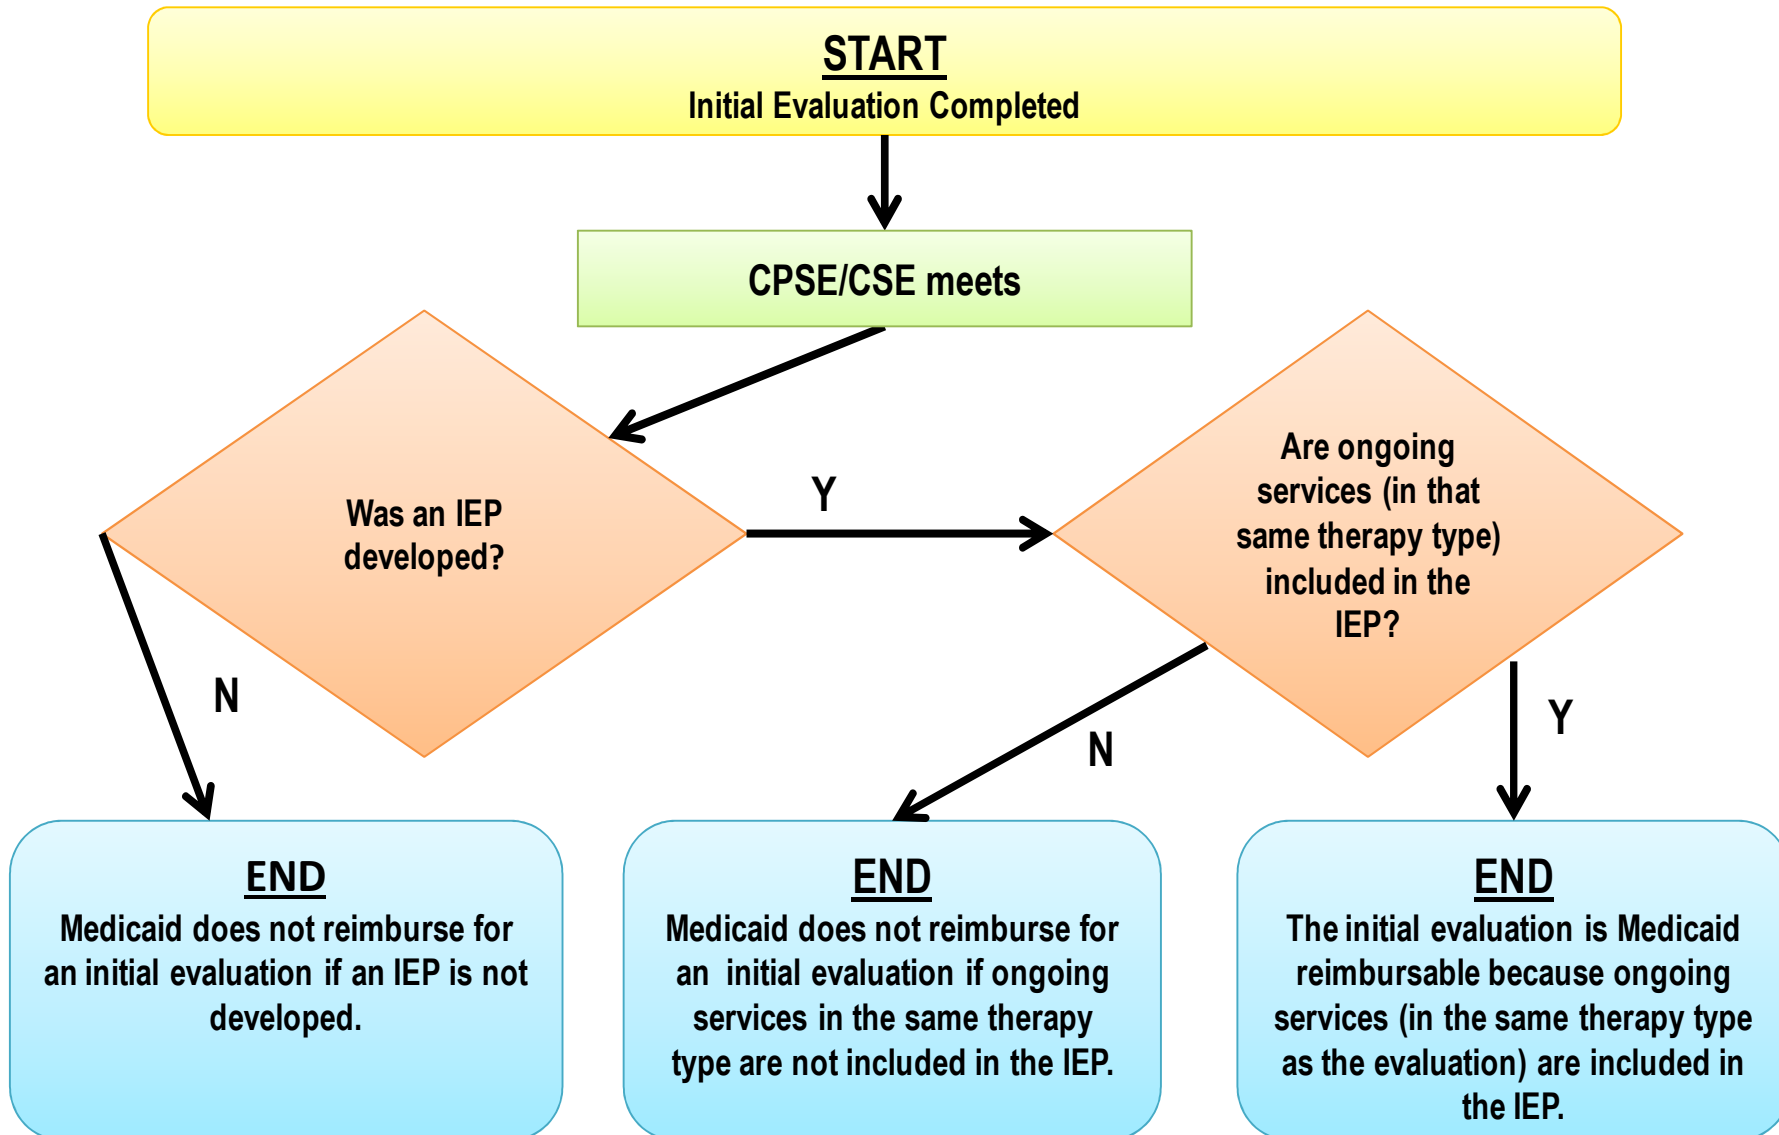 START
Initial Evaluation Completed
CPSE/CSE meets
Was an IEP
developed?
Y
Are ongoing
services (in that
same therapy type)
included in the
IEP?
N
N
Y
END
Medicaid does not reimburse for
an initial evaluation if an IEP is not
developed.
END
Medicaid does not reimburse for
an initial evaluation if ongoing
services in the same therapy
type are not included in the IEP.
END
The initial evaluation is Medicaid
reimbursable because ongoing
services (in the same therapy type
as the evaluation) are included in
the IEP.